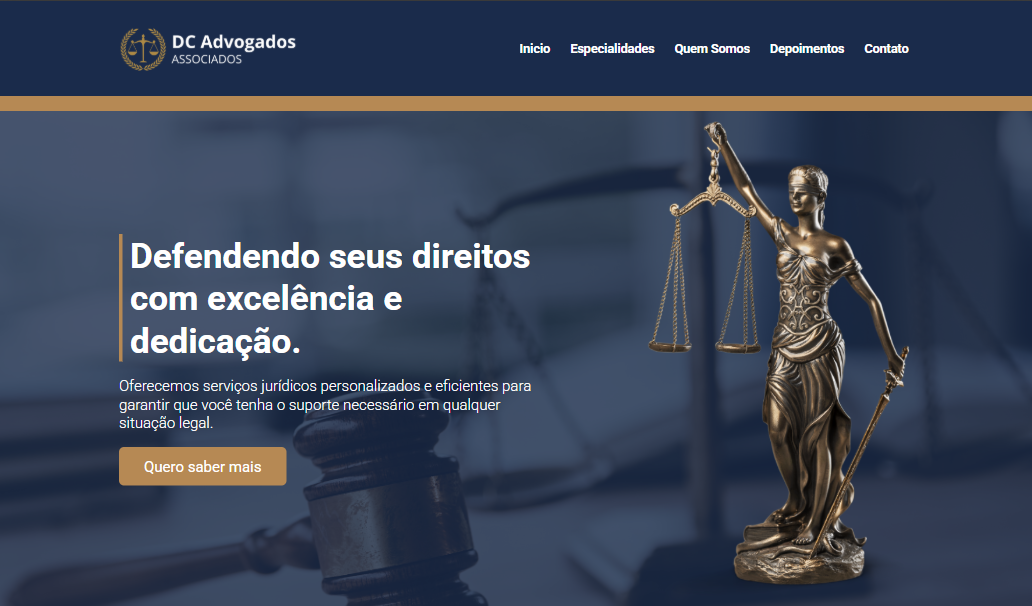 DC Advogados
ASSOCIADOS
Inicio Especialidades Quem Somos Depoimentos Contato
Defendendo seus direitos
com excelência e
dedicação.
Oferecemos serviços jurídicos personalizados e eficientes para
garantir que você tenha o suporte necessário em qualquer
situação legal.
Quero saber mais